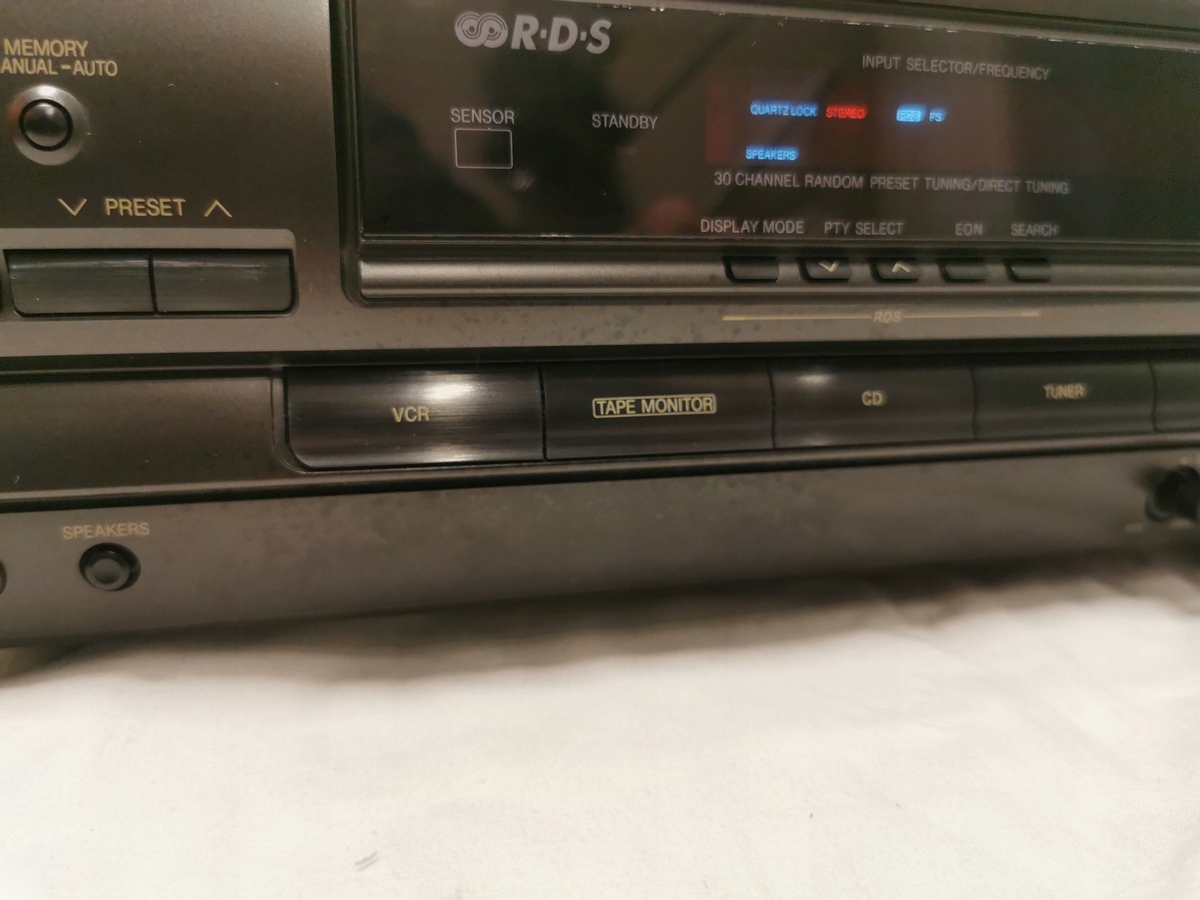 MEMORY
ANUAL-AUTO
PRESET
R·D·S
INPUT SELECTOR/FREQUENCY
QUARTZ LOCK STEREO PS
SENSOR
STANDBY
SPEAKERS
30 CHANNEL RANDOM PRESET TUNING/DIRECT TUNING
DISPLAY MODE PTY SELECT EON SEARCH
RDS
VCR
TAPE MONITOR
CD
TUNER
SPEAKERS